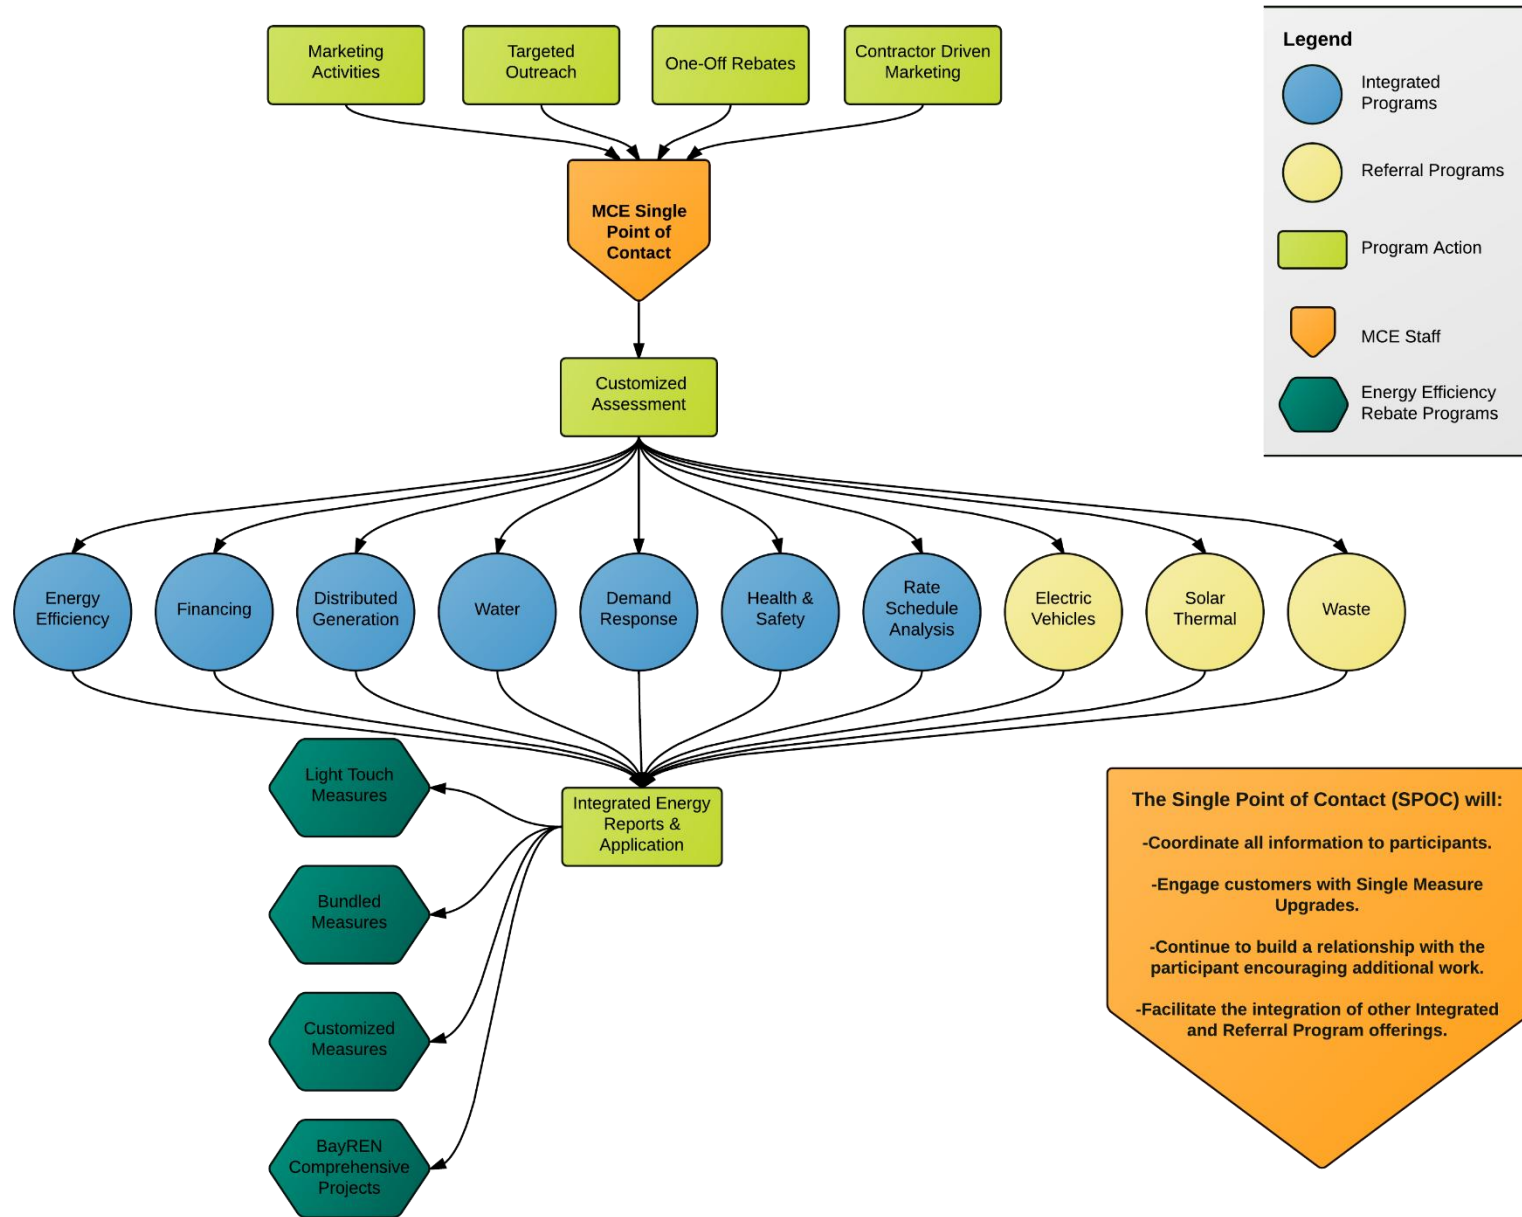 Marketing
Activities
Targeted
Outreach
One-Off Rebates
Contractor Driven
Marketing
Legend
Integrated
Programs
Referral Programs
Program Action
MCE Staff
Energy Efficiency
Rebate Programs
MCE Single
Point of
Contact
Customized
Assessment
Energy
Efficiency
Financing
Distributed
Generation
Water
Demand
Response
Health &
Safety
Rate
Schedule
Analysis
Electric
Vehicles
Solar
Thermal
Waste
Integrated Energy
Reports &
Application
Light Touch
Measures
Bundled
Measures
Customized
Measures
BayREN
Comprehensive
Projects
The Single Point of Contact (SPOC) will:
-Coordinate all information to participants.
-Engage customers with Single Measure
Upgrades.
-Continue to build a relationship with the
participant encouraging additional work.
-Facilitate the integration of other Integrated
and Referral Program offerings.